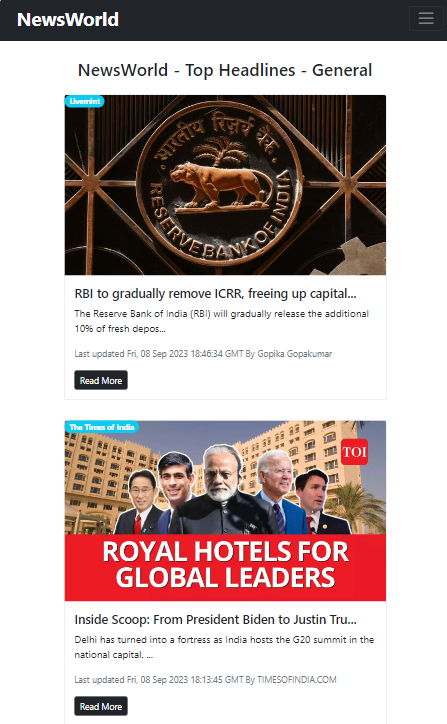 NewsWorld
NewsWorld - Top Headlines - General
Livemint
भारतीय रिज़र्व बैंक
RESERVE BANK OF INDIA
RBI to gradually remove ICRR, freeing up capital...
The Reserve Bank of India (RBI) will gradually release the additional
10% of fresh depos...
Last updated Fri, 08 Sep 2023 18:46:34 GMT By Gopika Gopakumar
Read More
The Times of India
TOI
ROYAL HOTELS FOR
GLOBAL LEADERS
Inside Scoop: From President Biden to Justin Tru...
Delhi has turned into a fortress as India hosts the G20 summit in the
national capital. ...
Last updated Fri, 08 Sep 2023 18:13:45 GMT By TIMESOFINDIA.COM
Read More